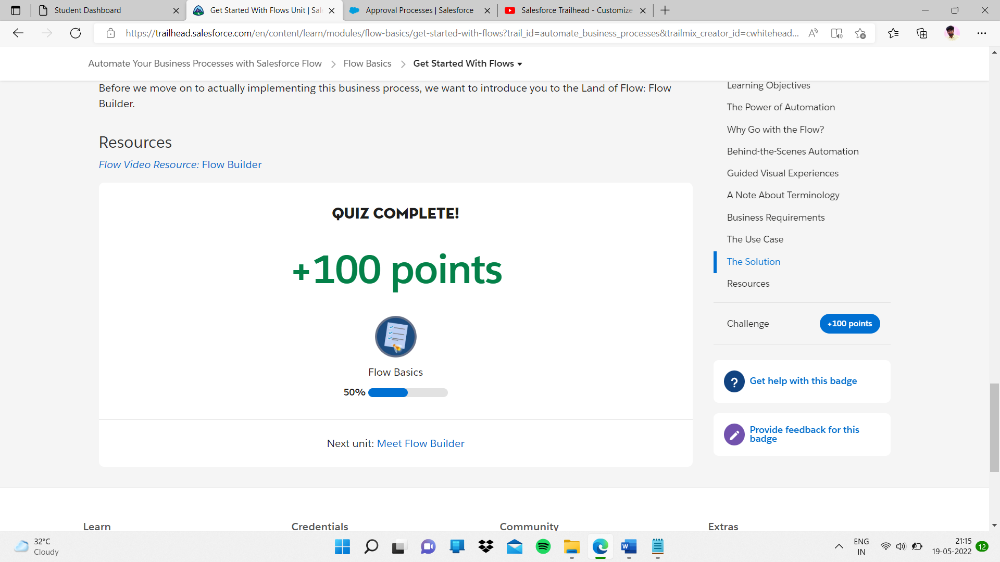 Student Dashboard
Get Started With Flows Unit | Sal
Approval Processes | Salesforce
Salesforce Trailhead - Customize
https://trailhead.salesforce.com/en/content/learn/modules/flow-basics/get-started-with-flows?trail_id=automate_business_processes&trailmix_creator_id=cwhitehead...
Automate Your Business Processes with Salesforce Flow
Flow Basics
Get Started With Flows
Before we move on to actually implementing this business process, we want to introduce you to the Land of Flow: Flow
Builder.
Resources
Flow Video Resource: Flow Builder
QUIZ COMPLETE!
+100 points
Flow Basics
50%
Next unit: Meet Flow Builder
Learning Objectives
The Power of Automation
Why Go with the Flow?
Behind-the-Scenes Automation
Guided Visual Experiences
A Note About Terminology
Business Requirements
The Use Case
The Solution
Resources
Challenge
+100 points
Get help with this badge
Provide feedback for this
badge
Learn
Credentials
Community
Extras
32°C
Cloudy
ENG
IN
21:15
19-05-2022
12